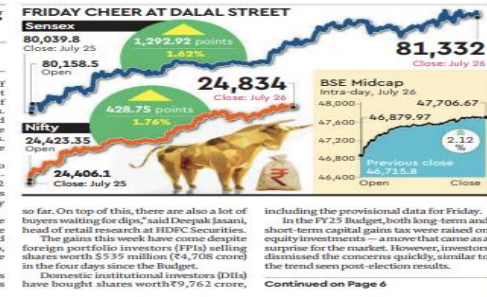 FRIDAY CHEER AT DALAL STREET
Sensex
80,039.8
Close: July 25
80,158.5
Open
1,292.92 points
1.62%
81,332
Close: July 26
24,834
Close: July 26
428.75 points
1.76%
Nifty
24,423.35
Open
24,406.1
Close: July 25
₹
BSE Midcap
Intra-day, July 26
48,000
47,600
47,200
46,800
46,400
47,706.67
46,879.97
2.12
%
Previous close
46,715.8
Open Close
so far. On top of this, there are also a lot of
buyers waiting for dips," said Deepak Jasani,
head of retail research at HDFC Securities.
The gains this week have come despite
foreign portfolio investors (FPIs) selling
shares worth $535 million (₹4,708 crore)
in the four days since the Budget.
Domestic institutional investors (DIIs)
have bought shares worth ₹9,762 crore,
including the provisional data for Friday.
In the FY25 Budget, both long-term and
short-term capital gains tax were raised on
equity investments — a move that came as a
surprise for the market. However, investors
dismissed the concerns quickly, similar to
the trend seen post-election results.
Continued on Page 6